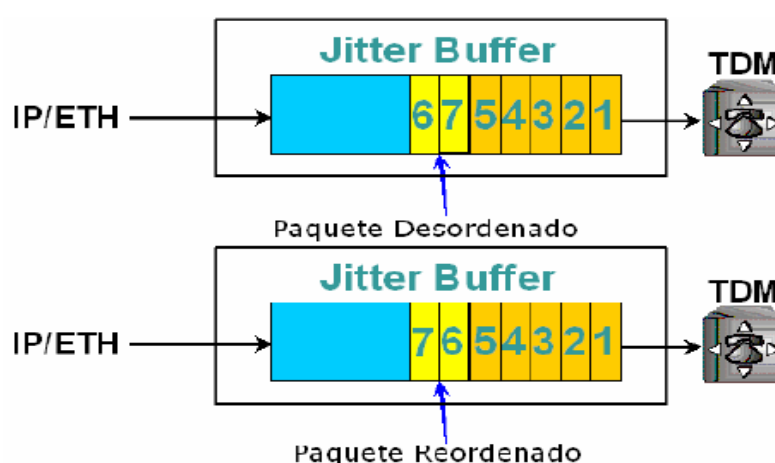 Jitter Buffer
TDM
IP/ETH
6 7 5 4 3 2 1
Paquete Desordenado
Jitter Buffer
TDM
IP/ETH
7 6 5 4 3 2 1
Paquete Reordenado